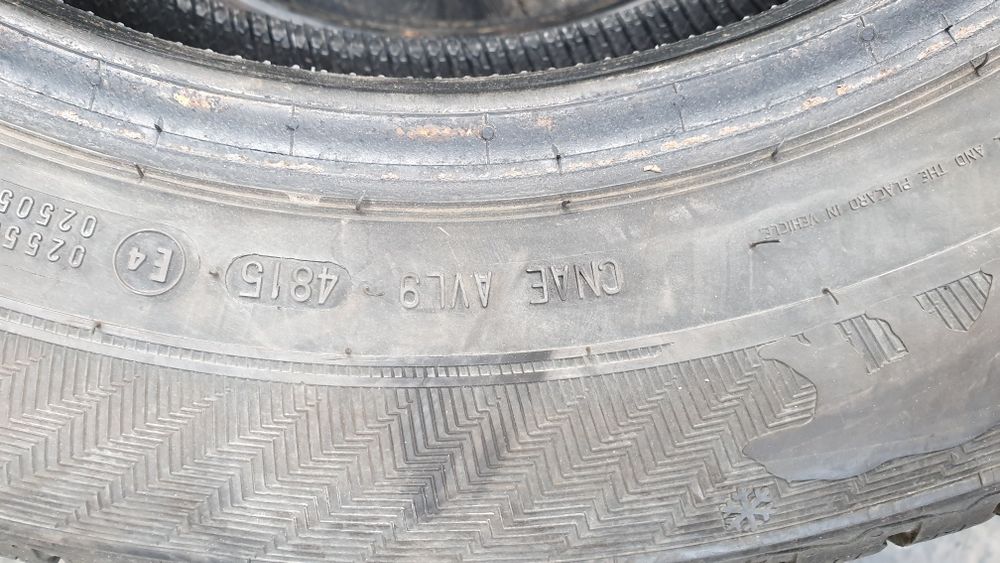 AND THE PLACARD IN VEHICLE
CNAE AVL9 4815
E4